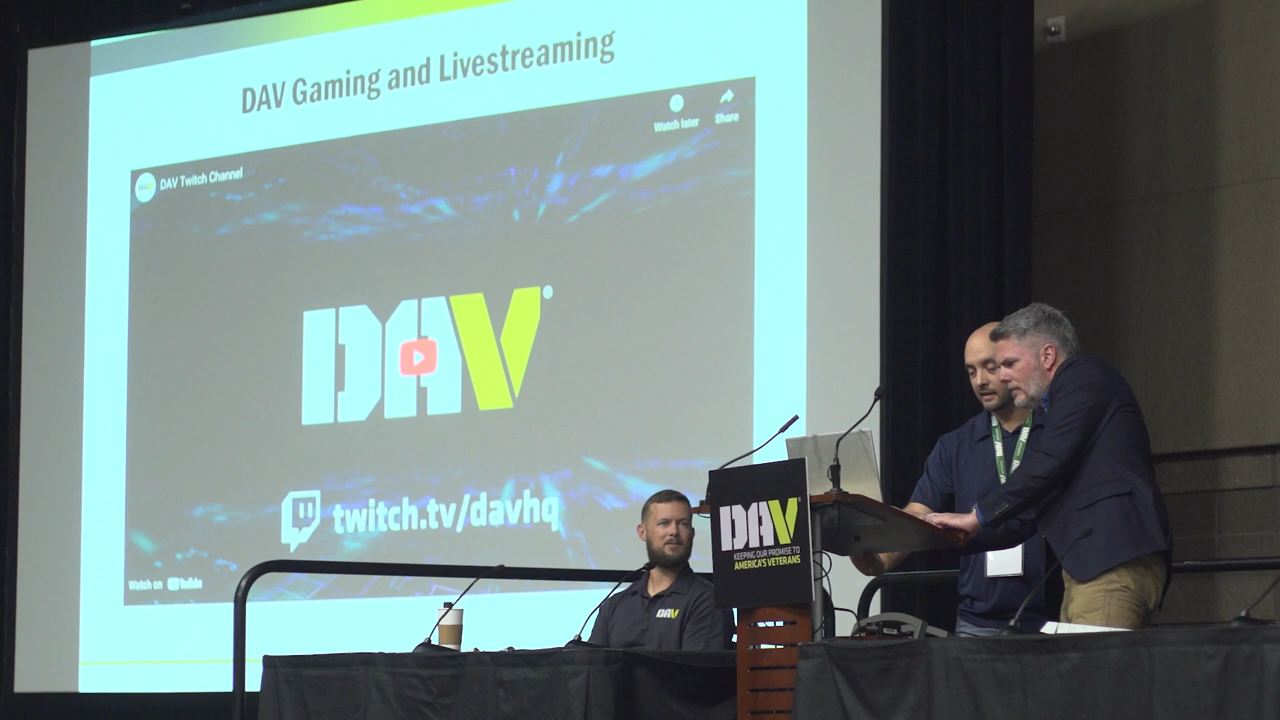 DAV Gaming and Livestreaming
DAV Twitch Channel
Watch later
Share
DAV
twitch.tv/davhq
Watch on YouTube
DAV
KEEPING OUR PROMISE TO
AMERICA'S VETERANS
DAV